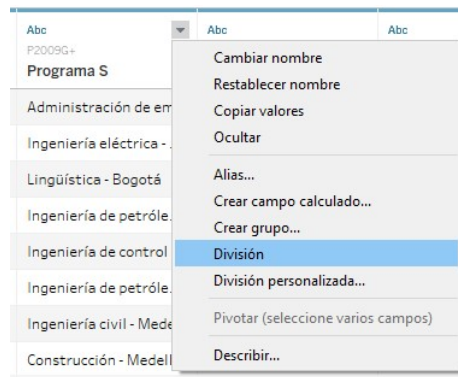 Abc
Abc
Abc
P2009G+
Programa S
Administración de em
Ingeniería eléctrica -
Lingüística - Bogotá
Ingeniería de petróle.
Ingeniería de control
Ingeniería de petróle.
Ingeniería civil - Mede
Construcción - Medell
Cambiar nombre
Restablecer nombre
Copiar valores
Ocultar
Alias...
Crear campo calculado...
Crear grupo...
División
División personalizada...
Pivotar (seleccione varios campos)
Describir...